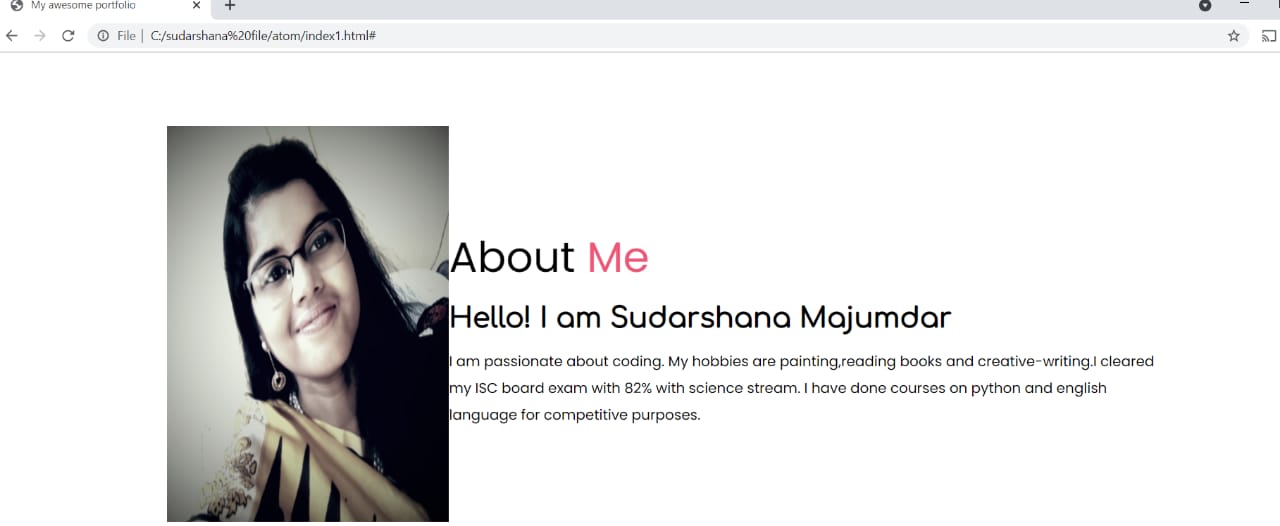 My awesome portfolio
File | C:/sudarshana%20file/atom/index1.html#
About Me
Hello! I am Sudarshana Majumdar
I am passionate about coding. My hobbies are painting,reading books and creative-writing.I cleared
my ISC board exam with 82% with science stream. I have done courses on python and english
language for competitive purposes.